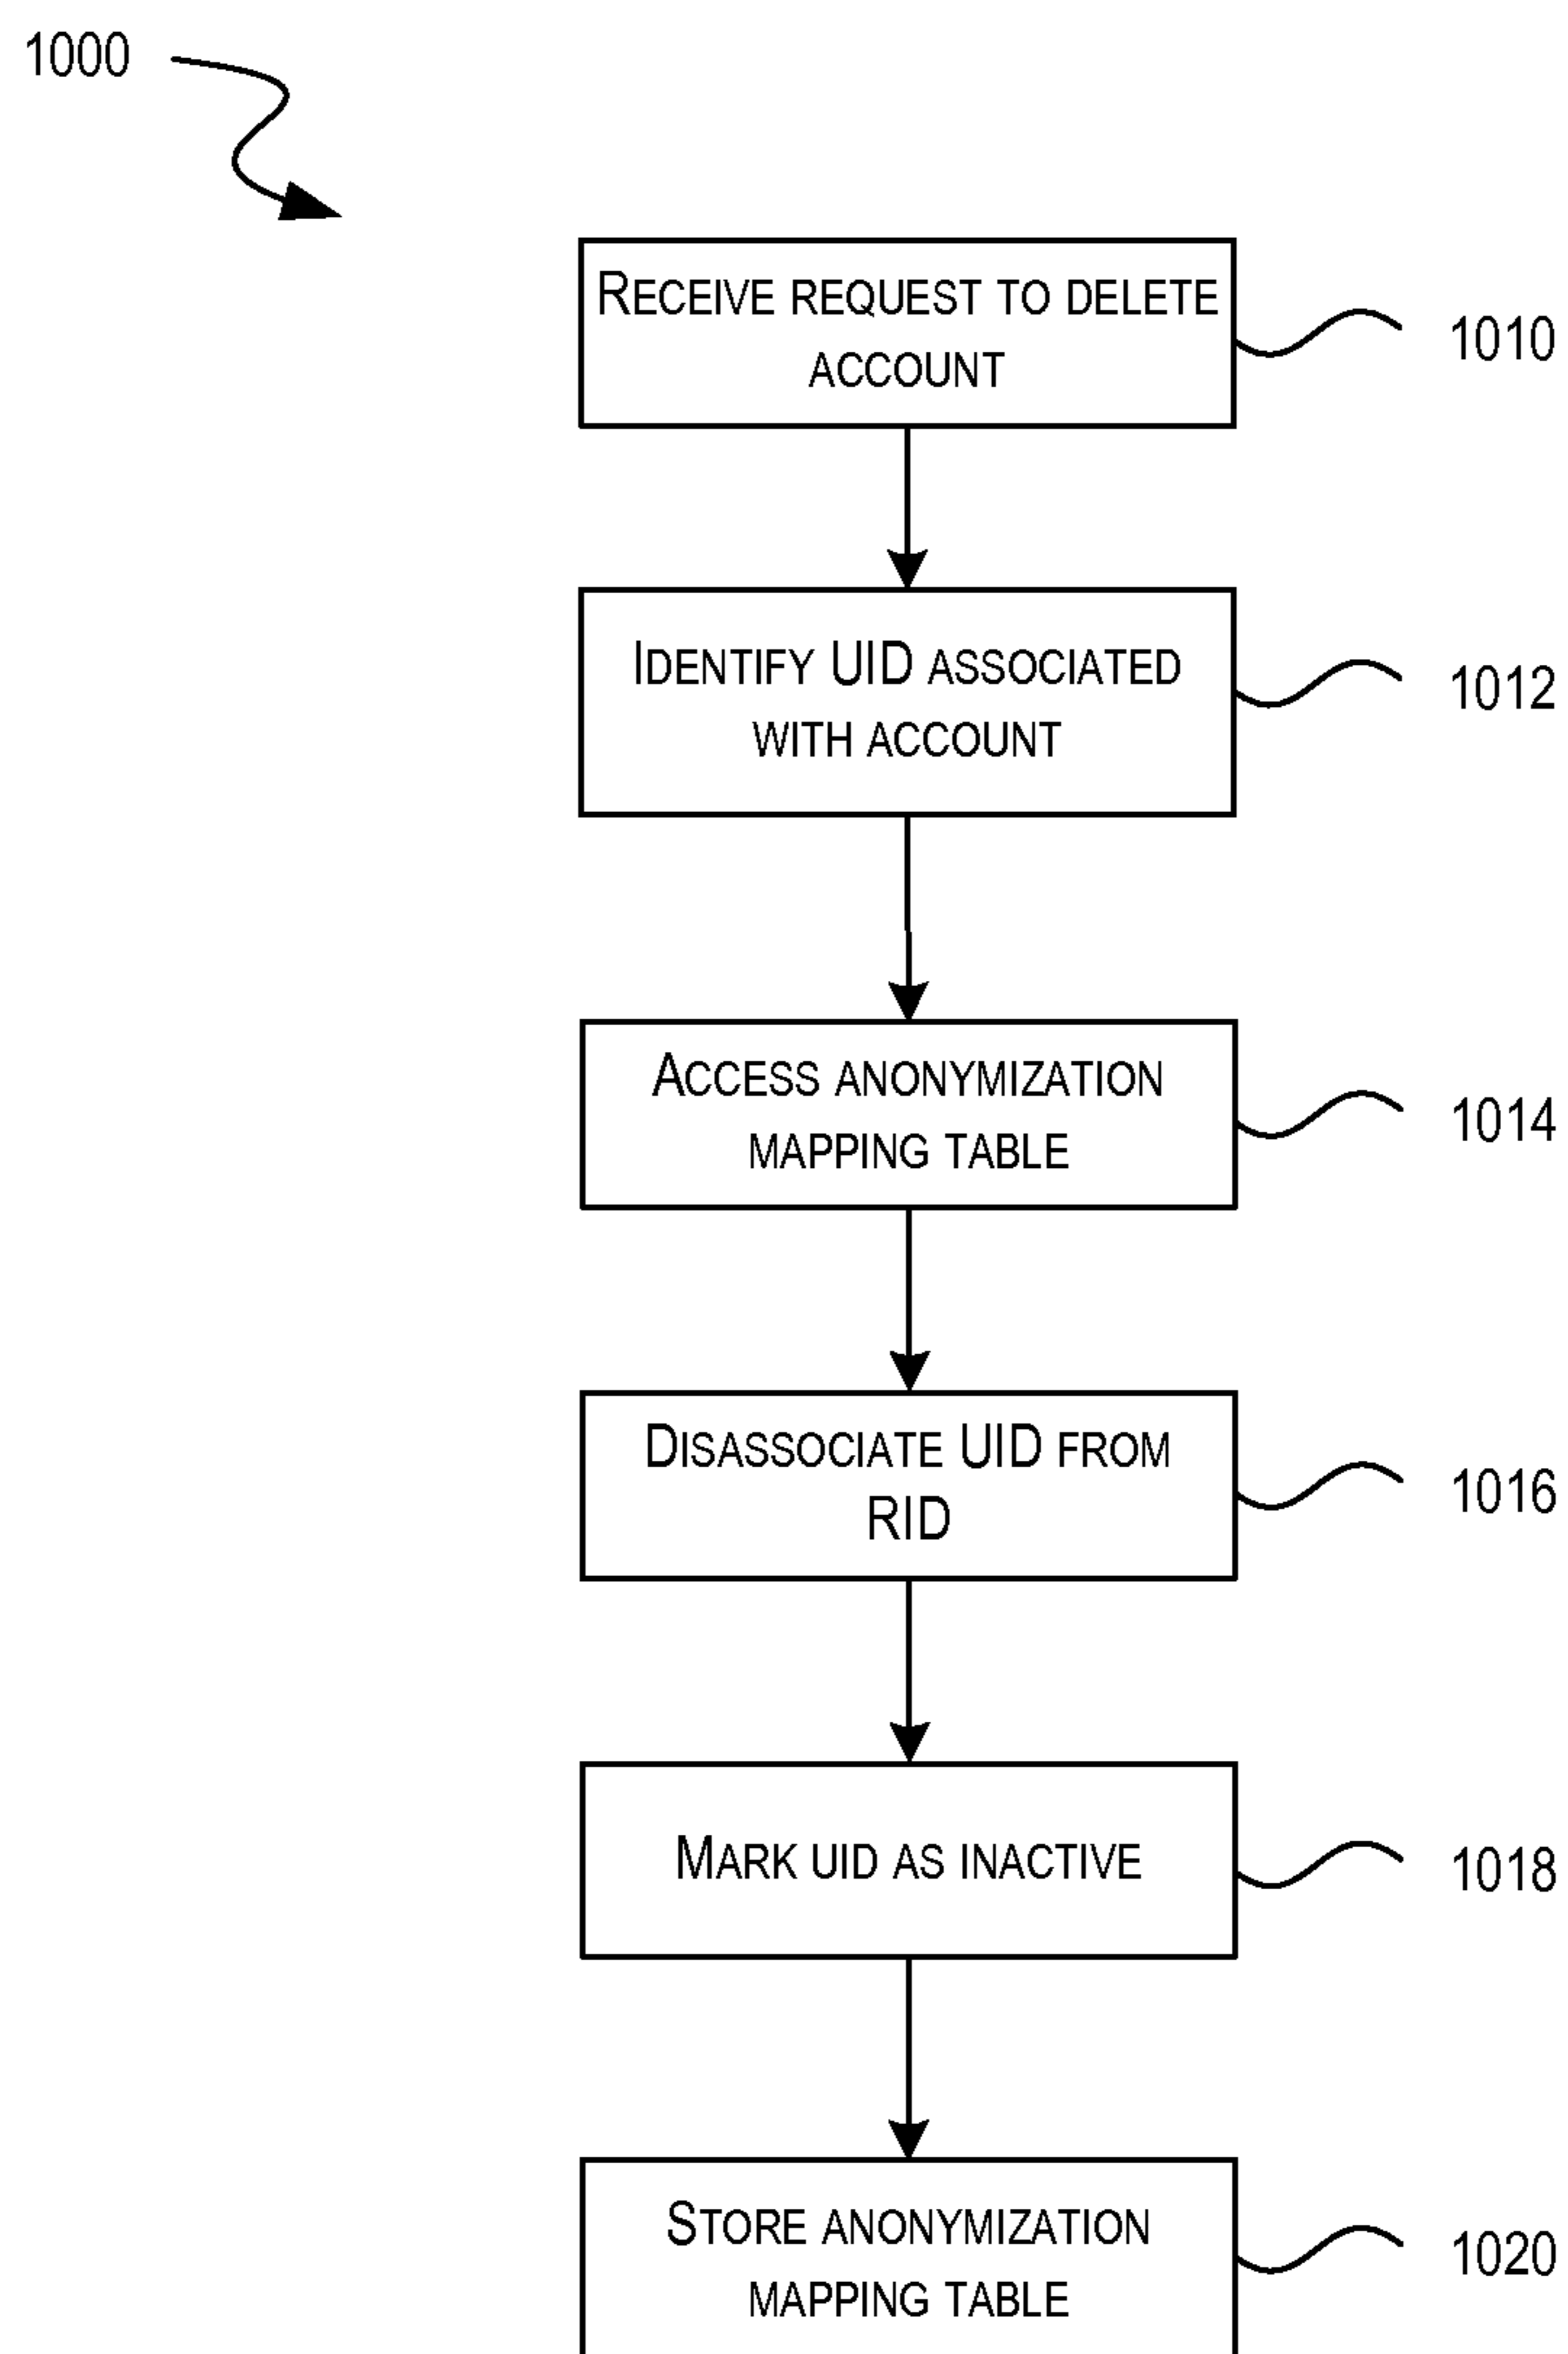 1000
RECEIVE REQUEST TO DELETE
ACCOUNT
1010
IDENTIFY UID ASSOCIATED
WITH ACCOUNT
1012
ACCESS ANONYMIZATION
MAPPING TABLE
1014
DISASSOCIATE UID FROM
RID
1016
MARK UID AS INACTIVE
1018
STORE ANONYMIZATION
MAPPING TABLE
1020